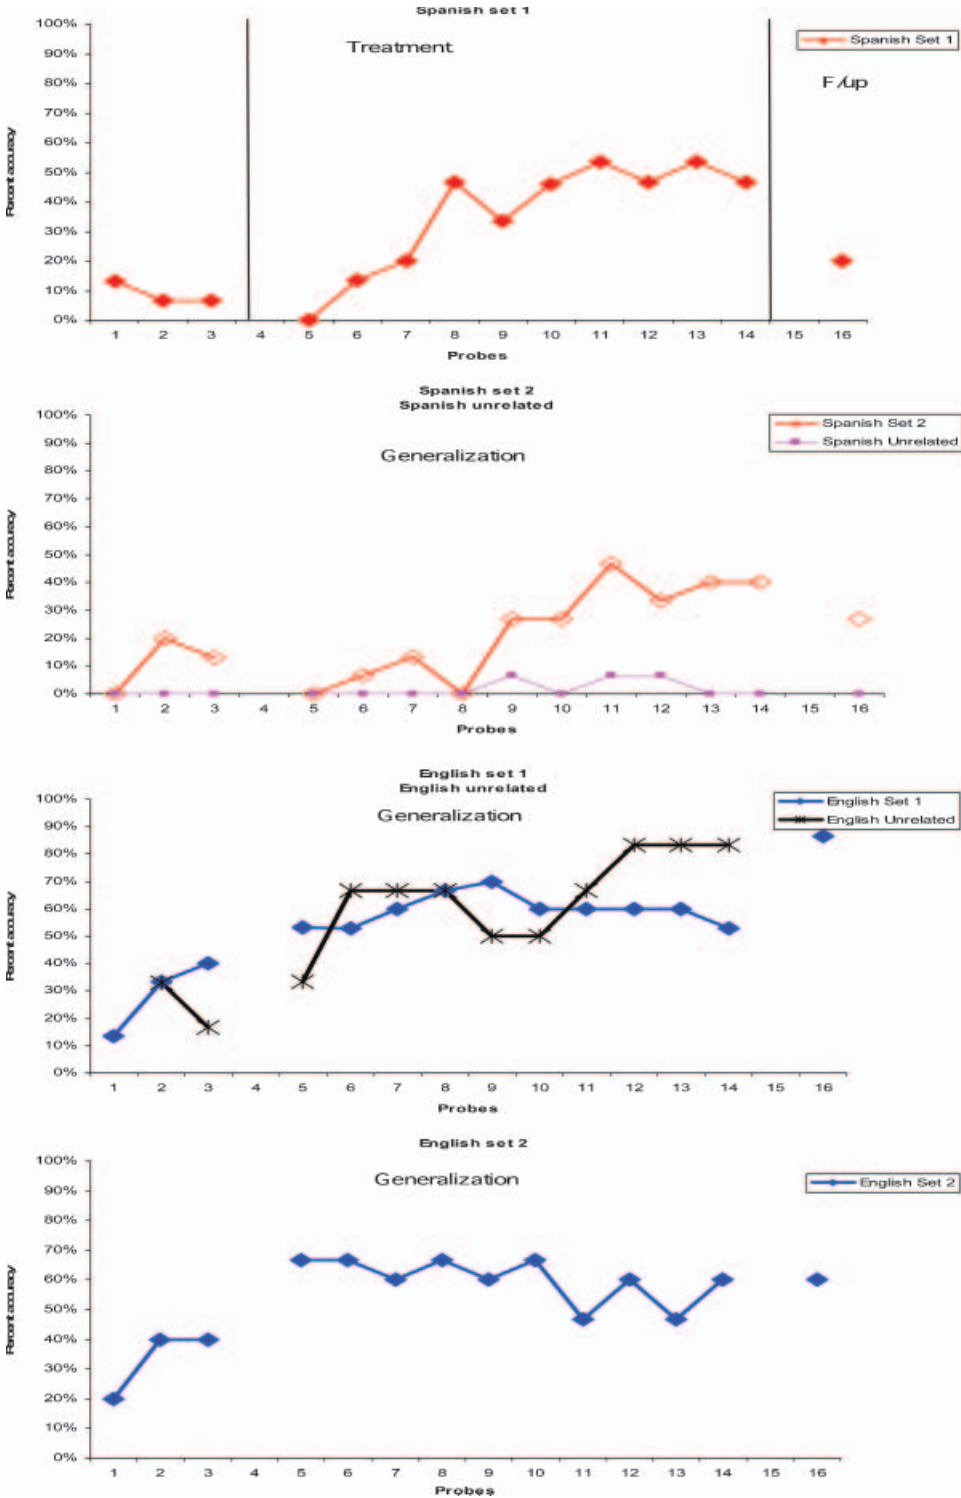 Spanish set 1
100%
90%
80%
70%
60%
50%
40%
30%
20%
10%
0%
Percent accuracy
Treatment
Spanish Set 1
F/up
1 2 3 4 5 6 7 8 9 10 11 12 13 14 15 16
Probes
Spanish set 2
Spanish unrelated
100%
90%
80%
70%
60%
50%
40%
30%
20%
10%
0%
Percent accuracy
Generalization
Spanish Set 2
Spanish Unrelated
1 2 3 4 5 6 7 8 9 10 11 12 13 14 15 16
Probes
English set 1
English unrelated
100%
90%
80%
70%
60%
50%
40%
30%
20%
10%
0%
Percent accuracy
Generalization
English Set 1
English Unrelated
1 2 3 4 5 6 7 8 9 10 11 12 13 14 15 16
Probes
English set 2
100%
90%
80%
70%
60%
50%
40%
30%
20%
10%
0%
Percent accuracy
Generalization
English Set 2
1 2 3 4 5 6 7 8 9 10 11 12 13 14 15 16
Probes